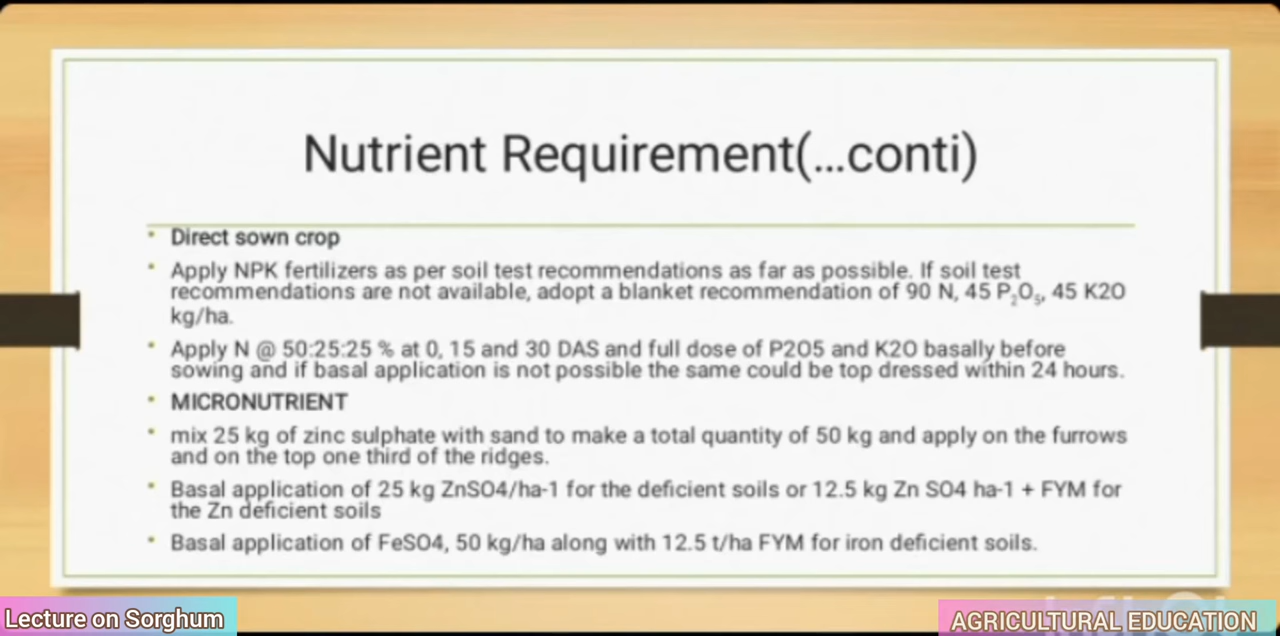 Nutrient Requirement(...conti)
• Direct sown crop
• Apply NPK fertilizers as per soil test recommendations as far as possible. If soil test
recommendations are not available, adopt a blanket recommendation of 90 N, 45 P₂O₅, 45 K2O
kg/ha.
• Apply N @ 50:25:25 % at 0, 15 and 30 DAS and full dose of P2O5 and K2O basally before
sowing and if basal application is not possible the same could be top dressed within 24 hours.
• MICRONUTRIENT
• mix 25 kg of zinc sulphate with sand to make a total quantity of 50 kg and apply on the furrows
and on the top one third of the ridges.
• Basal application of 25 kg ZnSO4/ha-1 for the deficient soils or 12.5 kg Zn SO4 ha-1 + FYM for
the Zn deficient soils
• Basal application of FeSO4, 50 kg/ha along with 12.5 t/ha FYM for iron deficient soils.
Lecture on Sorghum
AGRICULTURAL EDUCATION